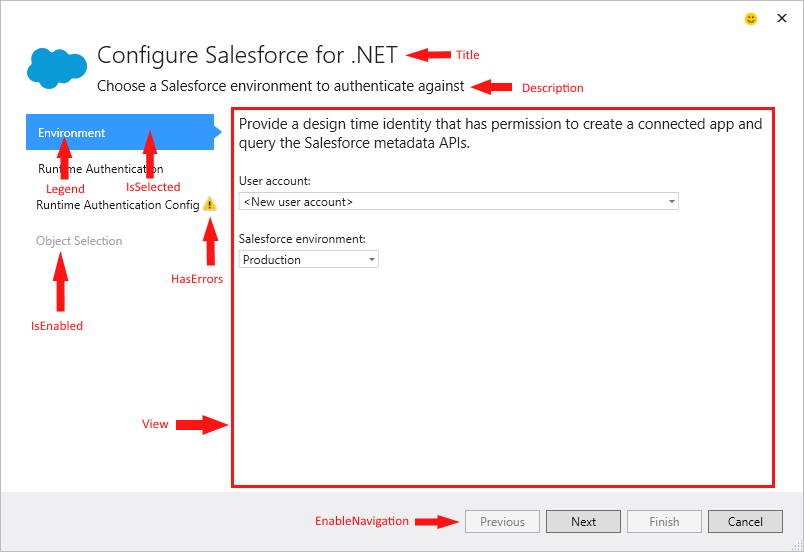 Configure Salesforce for .NET
Title
Choose a Salesforce environment to authenticate against
Description
Environment
Runtime Authentication
Legend
IsSelected
Runtime Authentication Config
Object Selection
HasErrors
IsEnabled
Provide a design time identity that has permission to create a connected app and
query the Salesforce metadata APIs.
User account:
<New user account>
Salesforce environment:
Production
View
EnableNavigation
Previous
Next
Finish
Cancel